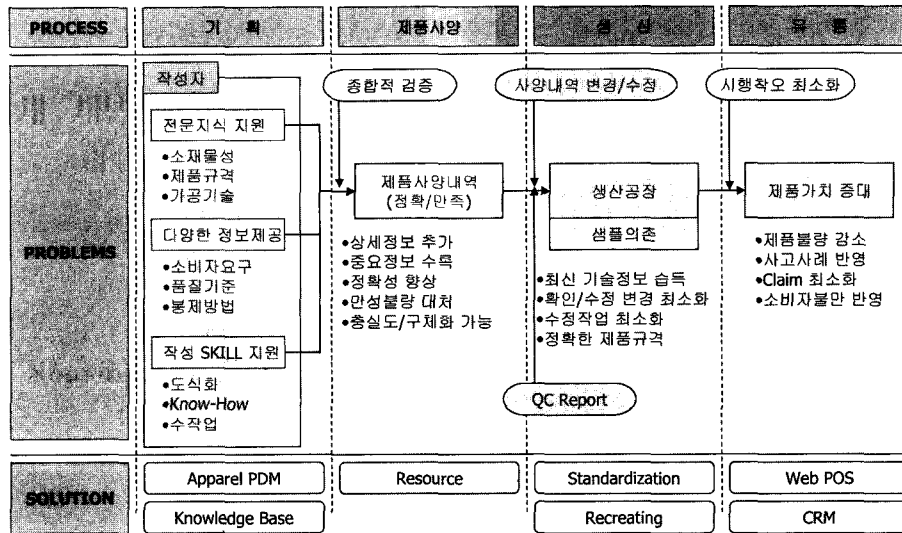 PROCESS
기 획
제품사양
생 산
유 통
PROBLEMS
작성자
전문지식 지원
•소재물성
•제품규격
•가공기술
다양한 정보제공
•소비자요구
•품질기준
•봉제방법
작성 SKILL 지원
•도식화
•Know-How
•수작업
종합적 검증
제품사양내역
(정확/만족)
•상세정보 추가
•중요정보 수록
•정확성 향상
•만성불량 대처
•충실도/구체화 가능
사양내역 변경/수정
생산공장
샘플의존
•최신 기술정보 습득
•확인/수정 변경 최소화
•수정작업 최소화
•정확한 제품규격
QC Report
시행착오 최소화
제품가치 증대
•제품불량 감소
•사고사례 반영
•Claim 최소화
•소비자불만 반영
SOLUTION
Apparel PDM
Knowledge Base
Resource
Standardization
Recreating
Web POS
CRM